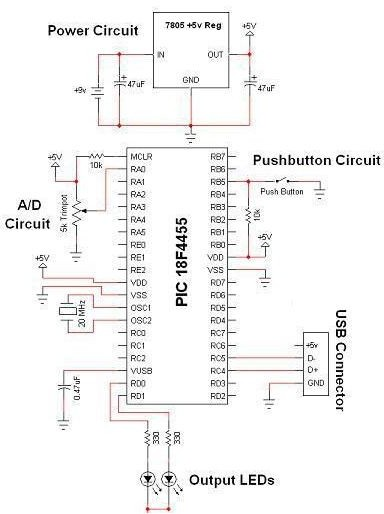 Power Circuit
7805 +5v Reg
+5V
IN
OUT
GND
+9v
47uF
47uF
+5V
10k
A/D
Circuit
5k Trimpot
MCLR
RA0
RA1
RA2
RA3
RA4
RA5
RE0
RE1
RE2
VDD
VSS
OSC1
OSC2
RC0
RC1
RC2
VUSB
RD0
RD1
PIC 18F4455
RB7
RB6
RB5
RB4
RB3
RB2
RB1
RB0
VDD
VSS
RD7
RD6
RD5
RD4
RC7
RC6
RC5
RC4
RD3
RD2
Pushbutton Circuit
Push Button
10k
+5V
+5V
20 MHz
0.47uF
+5v
D-
D+
GND
USB Connector
330
330
Output LEDs